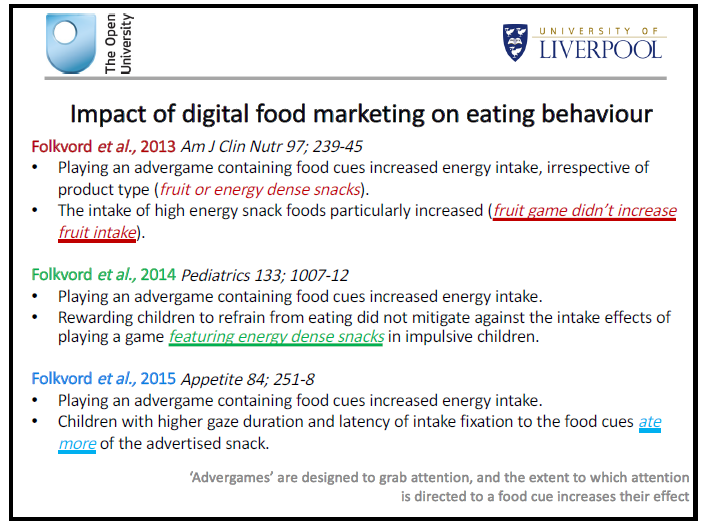 The Open
University
UNIVERSITY OF
LIVERPOOL
Impact of digital food marketing on eating behaviour
Folkvord et al., 2013 Am J Clin Nutr 97; 239-45
• Playing an advergame containing food cues increased energy intake, irrespective of
product type (fruit or energy dense snacks).
• The intake of high energy snack foods particularly increased (fruit game didn't increase
fruit intake).
Folkvord et al., 2014 Pediatrics 133; 1007-12
• Playing an advergame containing food cues increased energy intake.
• Rewarding children to refrain from eating did not mitigate against the intake effects of
playing a game featuring energy dense snacks in impulsive children.
Folkvord et al., 2015 Appetite 84; 251-8
• Playing an advergame containing food cues increased energy intake.
• Children with higher gaze duration and latency of intake fixation to the food cues ate
more of the advertised snack.
'Advergames' are designed to grab attention, and the extent to which attention
is directed to a food cue increases their effect